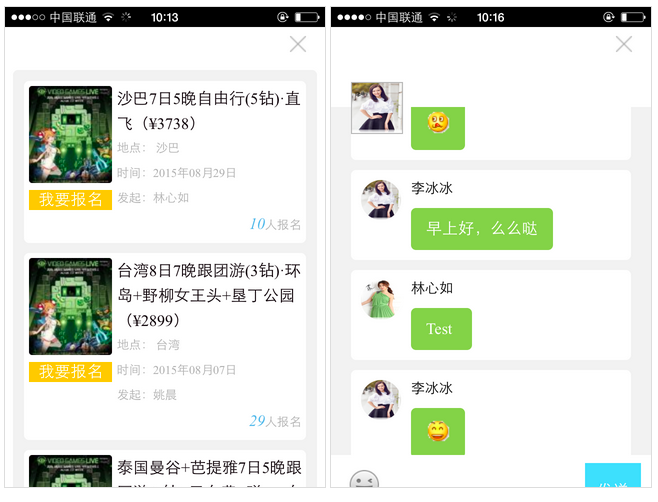 中国联通 10:13
沙巴7日5晚自由行(5钻)·直
飞（¥3738）
地点： 沙巴
时间：2015年08月29日
发起：林心如
我要报名
10人报名
台湾8日7晚跟团游(3钻)·环
岛+野柳女王头+垦丁公园
（¥2899）
地点： 台湾
时间：2015年08月07日
发起：姚晨
我要报名
29人报名
泰国曼谷+芭提雅7日5晚跟
中国联通 10:16
李冰冰
早上好，么么哒
林心如
Test
李冰冰
发送